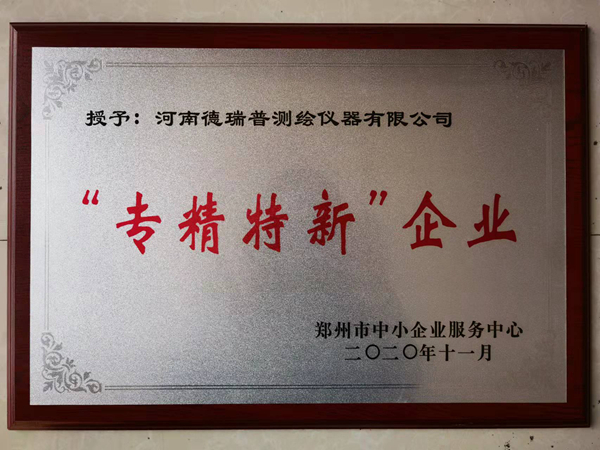 授予：河南德瑞普测绘仪器有限公司
“专精特新”企业
郑州市中小企业服务中心
二〇二〇年十一月